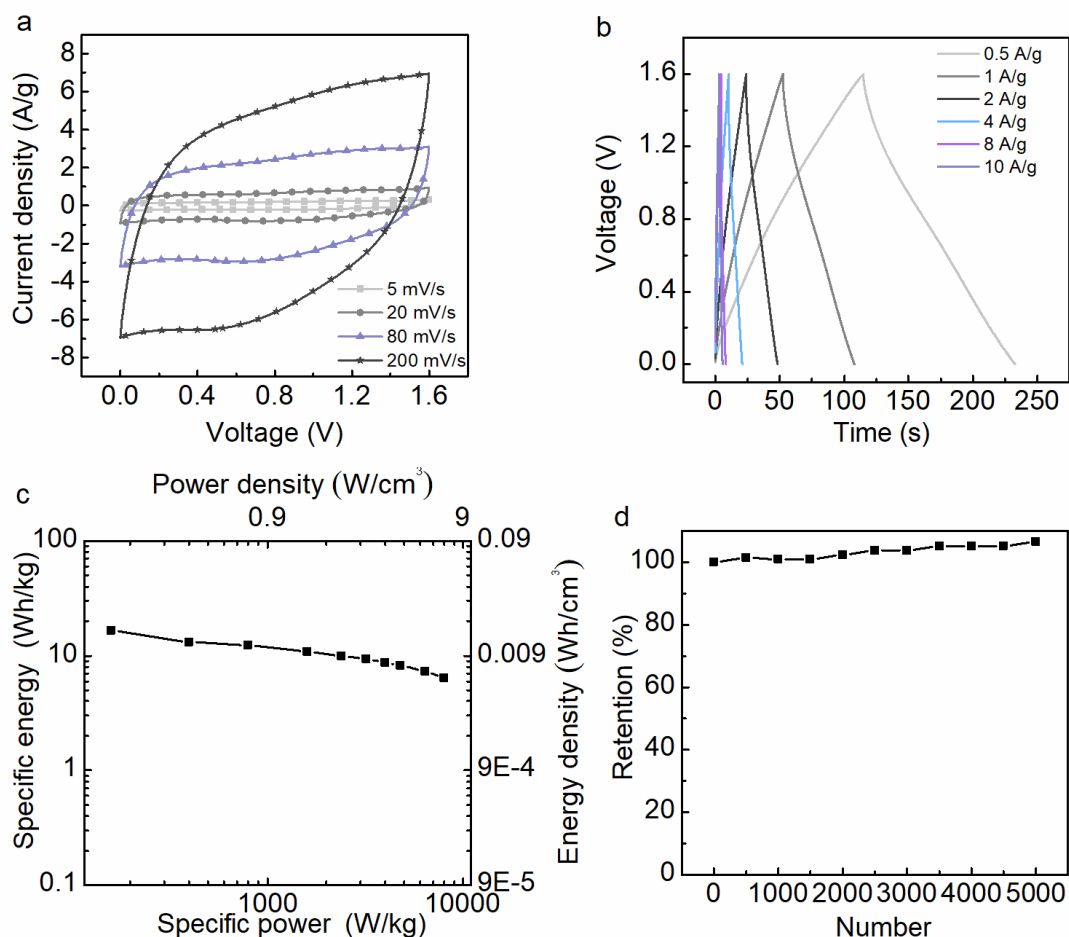 a
Current density (A/g)
8
6
4
2
0
-2
-4
-6
-8
0.0
0.4
0.8
1.2
1.6
Voltage (V)
5 mV/s
20 mV/s
80 mV/s
200 mV/s
b
Voltage (V)
1.6
1.2
0.8
0.4
0.0
0
50
100
150
200
250
Time (s)
0.5 A/g
1 A/g
2 A/g
4 A/g
8 A/g
10 A/g
c
Power density (W/cm³)
0.9
9
Specific energy (Wh/kg)
100
10
1
0.1
0.09
0.009
9E-4
9E-5
Energy density (Wh/cm³)
1000
10000
Specific power (W/kg)
d
Retention (%)
100
80
60
40
20
0
0
1000
2000
3000
4000
5000
Number